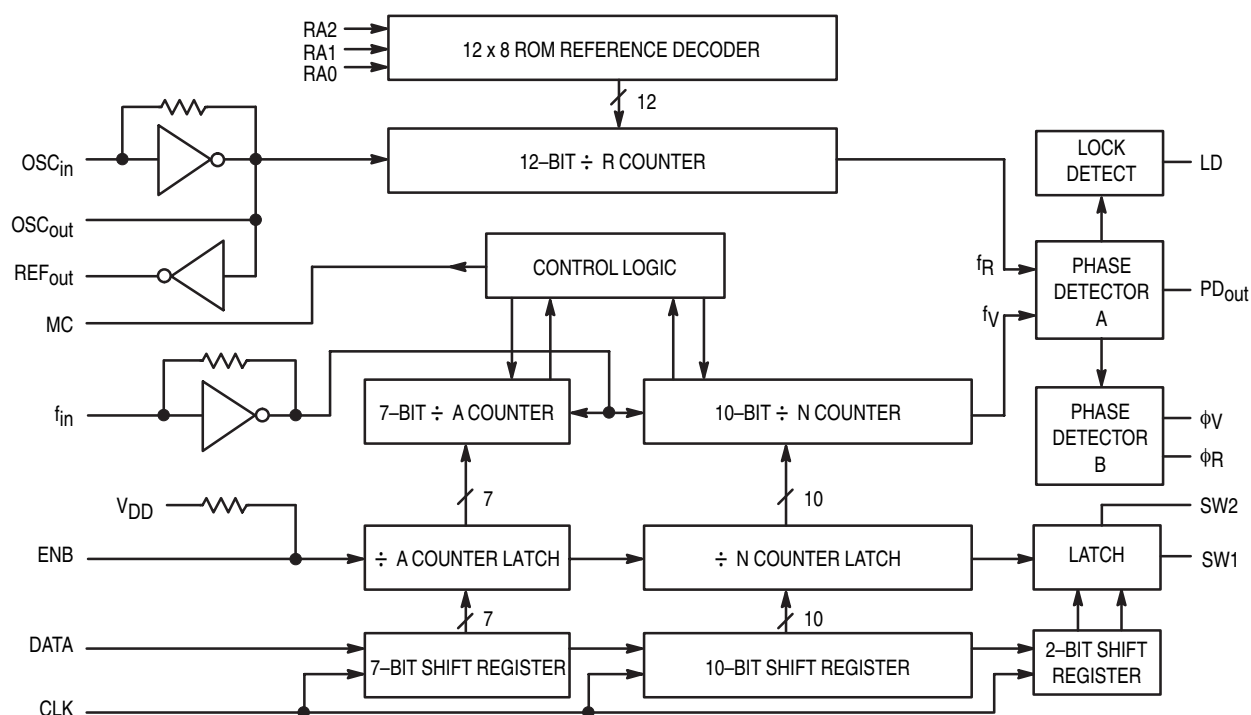 RA2
RA1
RA0
12 x 8 ROM REFERENCE DECODER
12
OSCin
12–BIT ÷ R COUNTER
LOCK
DETECT
LD
OSCout
REFout
CONTROL LOGIC
fR
PHASE
DETECTOR
A
PDout
MC
fV
fin
7–BIT ÷ A COUNTER
10–BIT ÷ N COUNTER
PHASE
DETECTOR
B
ϕV
ϕR
VDD
7
10
SW2
ENB
÷ A COUNTER LATCH
÷ N COUNTER LATCH
LATCH
SW1
7
10
DATA
7–BIT SHIFT REGISTER
10–BIT SHIFT REGISTER
2–BIT SHIFT
REGISTER
CLK